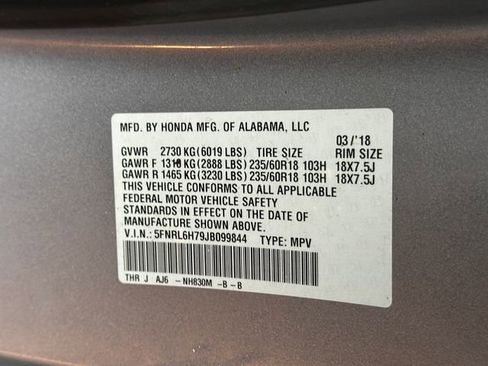 MFD. BY HONDA MFG. OF ALABAMA, LLC 03/'18
GVWR 2730 KG(6019 LBS) TIRE SIZE RIM SIZE
GAWR F 1310 KG (2888 LBS) 235/60R18 103H 18X7.5J
GAWR R 1465 KG(3230 LBS) 235/60R18 103H 18X7.5J
THIS VEHICLE CONFORMS TO ALL APPLICABLE
FEDERAL MOTOR VEHICLE SAFETY
STANDARDS IN EFFECT ON THE DATE OF
MANUFACTURE SHOWN ABOVE.
V.I.N.: 5FNRL6H79JB099844 TYPE: MPV
THR J AJ6 -NH830M -B -B